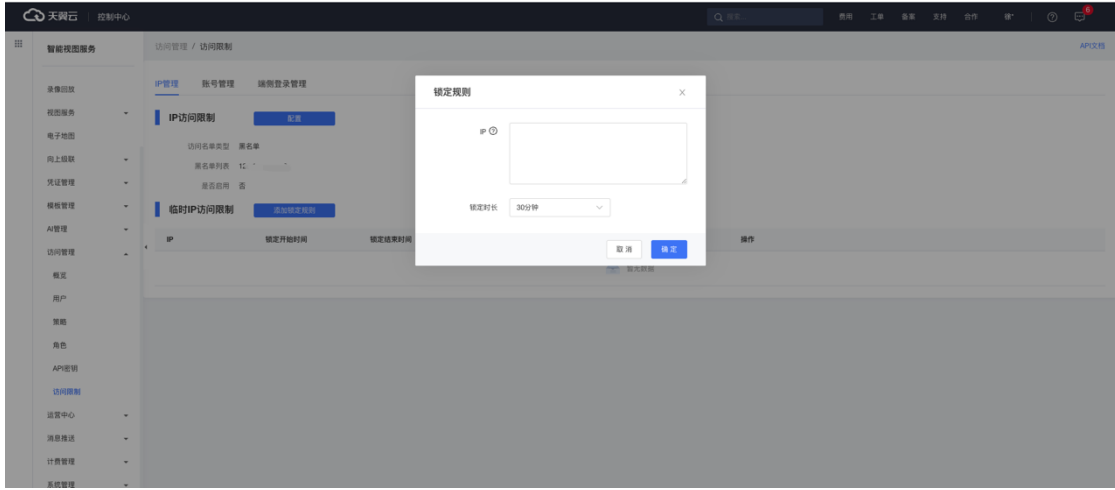 天翼云 控制中心 搜索... 费用 工单 备案 支持 合作 6
智能视图服务 访问管理 / 访问限制 API文档
录像回放
视图服务
电子地图
向上级联
凭证管理
模板管理
AI管理
访问管理
概览
用户
策略
角色
API密钥
访问限制
运营中心
消息推送
计费管理
系统管理
IP管理 账号管理 端侧登录管理
IP访问限制 配置
访问名单类型 黑名单
黑名单列表
是否启用 否
临时IP访问限制 添加锁定规则
IP 锁定开始时间 锁定结束时间 操作
暂无数据
锁定规则
IP
锁定时长 30分钟
取消 确定